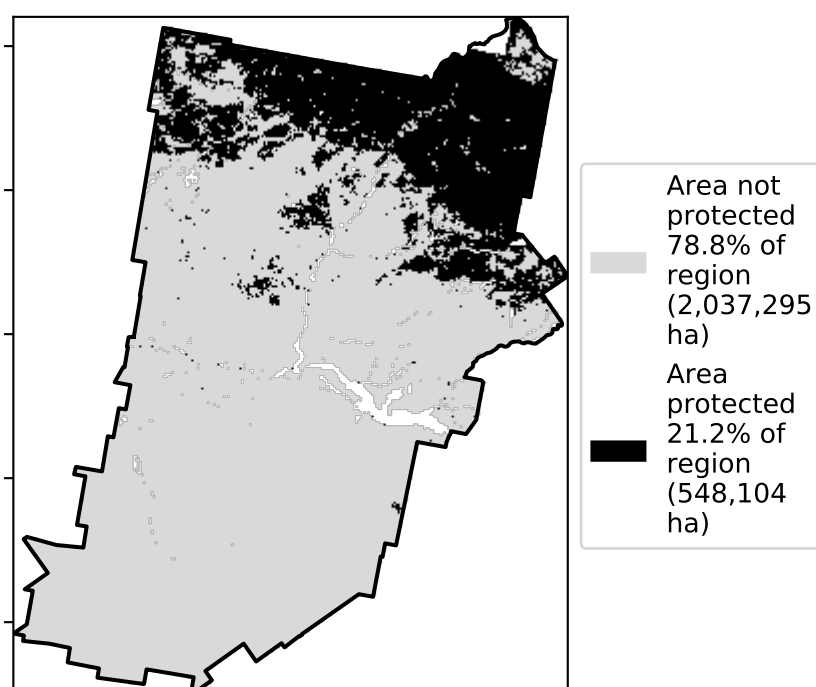 Area not
protected
78.8% of
region
(2,037,295
ha)
Area
protected
21.2% of
region
(548,104
ha)